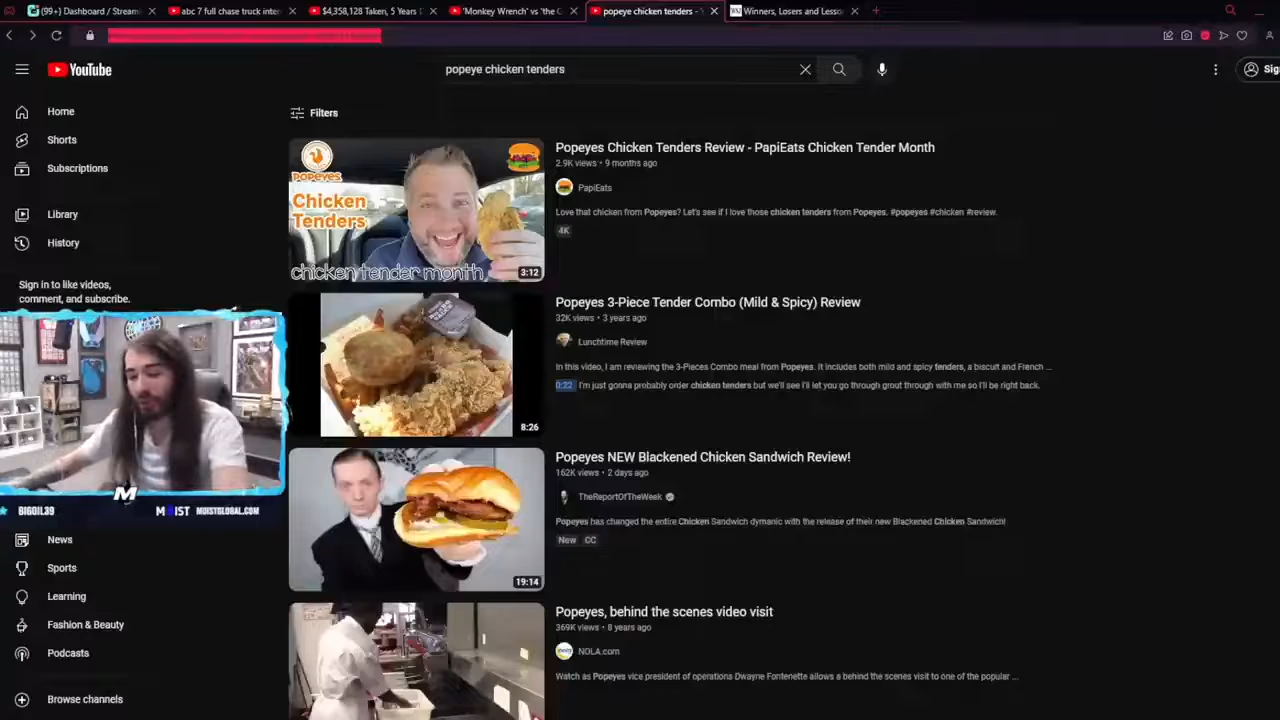 (99+) Dashboard / Streaml
abc 7 full chase truck inter
$4,358,128 Taken, 5 Years I
'Monkey Wrench' vs 'the C
popeye chicken tenders -
Winners, Losers and Lesso
YouTube
popeye chicken tenders
Sig
Home
Shorts
Subscriptions
Library
History
Sign in to like videos,
comment, and subscribe.
BIGOIL39
M
MOIST MOISTGLOBAL.COM
News
Sports
Learning
Fashion & Beauty
Podcasts
Browse channels
Filters
POPEYES
Chicken
Tenders
chicken tender month
3:12
Popeyes Chicken Tenders Review - PapiEats Chicken Tender Month
2.9K views • 9 months ago
PapiEats
Love that chicken from Popeyes? Let's see if I love those chicken tenders from Popeyes. #popeyes #chicken #review.
4K
8:26
Popeyes 3-Piece Tender Combo (Mild & Spicy) Review
32K views • 3 years ago
Lunchtime Review
In this video, I am reviewing the 3-Pieces Combo meal from Popeyes. It includes both mild and spicy tenders, a biscuit and French ...
0:22 I'm just gonna probably order chicken tenders but we'll see I'll let you go through grout through with me so I'll be right back.
19:14
Popeyes NEW Blackened Chicken Sandwich Review!
162K views • 2 days ago
TheReportOfTheWeek
Popeyes has changed the entire Chicken Sandwich dymanic with the release of their new Blackened Chicken Sandwich!
New CC
Popeyes, behind the scenes video visit
369K views • 8 years ago
NOLA.com
Watch as Popeyes vice president of operations Dwayne Fontenette allows a behind the scenes visit to one of the popular ...